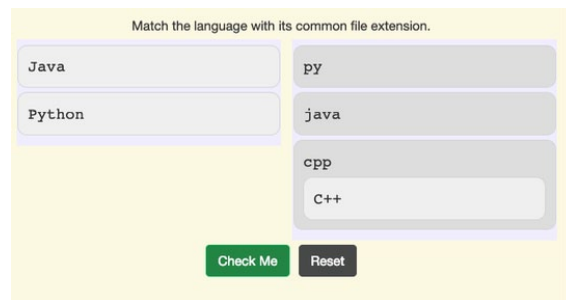 Match the language with its common file extension.
Java
Python
py
java
cpp
C++
Check Me
Reset